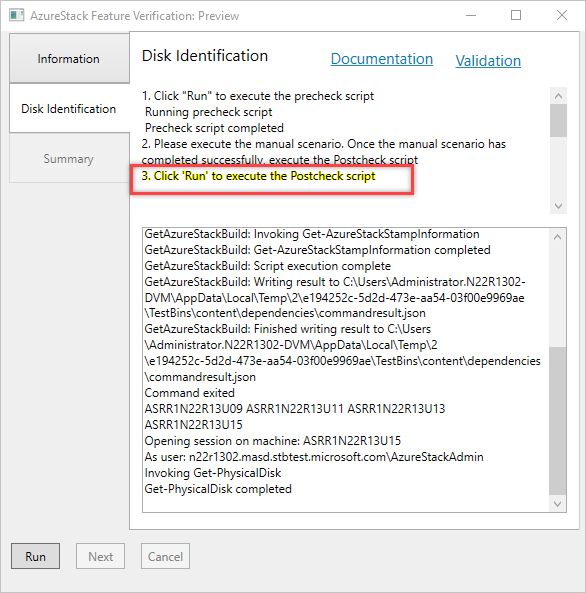 AzureStack Feature Verification: Preview
Information
Disk Identification
Summary
Disk Identification
Documentation
Validation
1. Click "Run" to execute the precheck script
Running precheck script
Precheck script completed
2. Please execute the manual scenario. Once the manual scenario has
completed successfully, execute the Postcheck script
3. Click 'Run' to execute the Postcheck script
GetAzureStackBuild: Invoking Get-AzureStackStampInformation
GetAzureStackBuild: Get-AzureStackStampInformation completed
GetAzureStackBuild: Script execution complete
GetAzureStackBuild: Writing result to C:\Users\Administrator.N22R1302-
DVM\AppData\Local\Temp\2\e194252c-5d2d-473e-aa54-03f00e9969ae
\TestBins\content\dependencies\commandresult.json
GetAzureStackBuild: Finished writing result to C:\Users
\Administrator.N22R1302-DVM\AppData\Local\Temp\2
\e194252c-5d2d-473e-aa54-03f00e9969ae\TestBins\content\dependencies
\commandresult.json
Command exited
ASRR1N22R13U09 ASRR1N22R13U11 ASRR1N22R13U13
ASRR1N22R13U15
Opening session on machine: ASRR1N22R13U15
As user: n22r1302.masd.stbtest.microsoft.com\AzureStackAdmin
Invoking Get-PhysicalDisk
Get-PhysicalDisk completed
Run
Next
Cancel